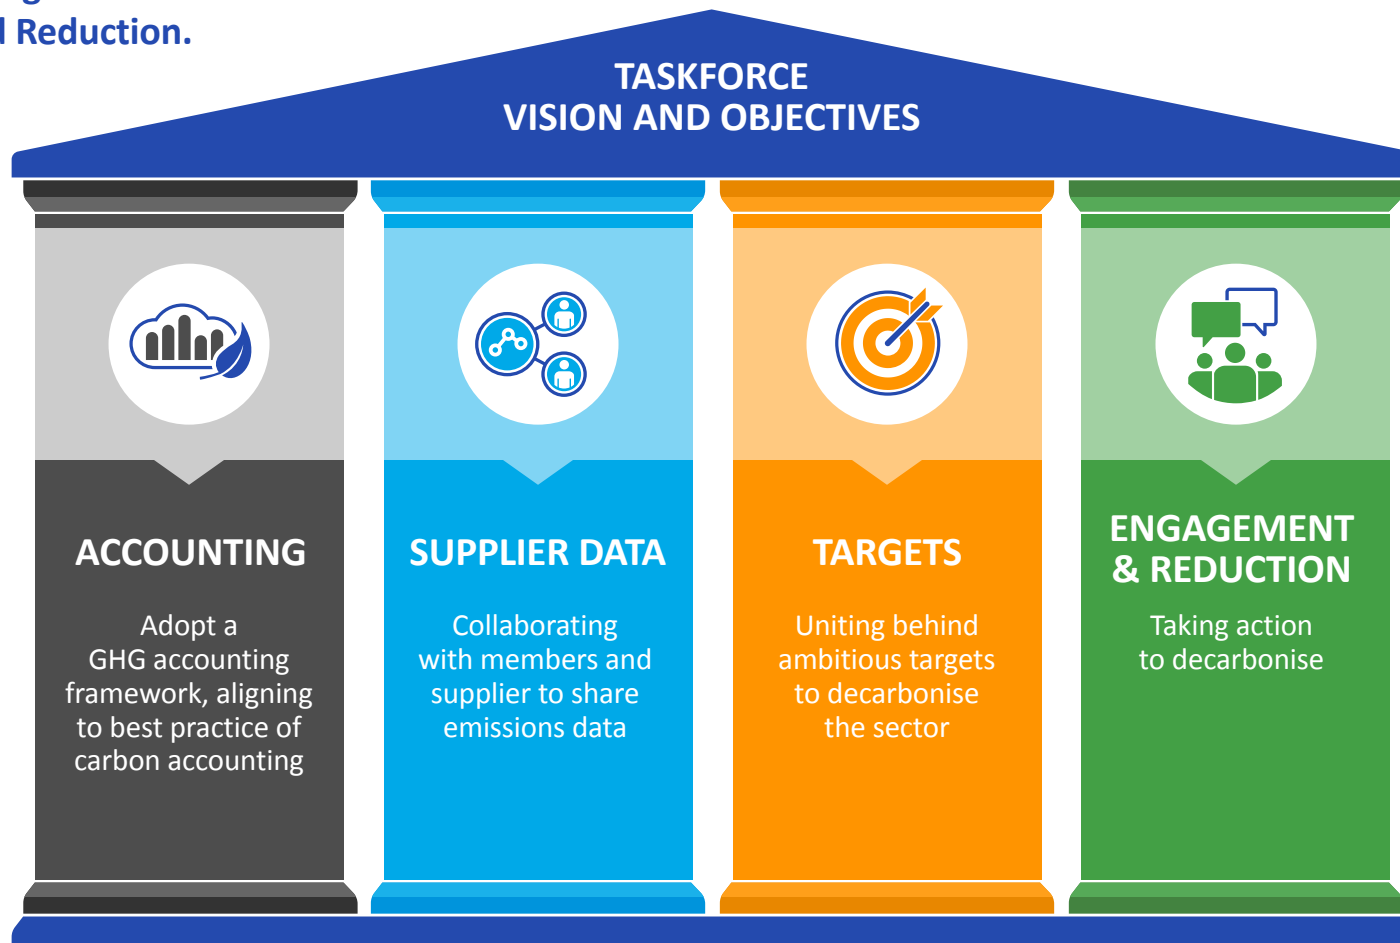 Reduction.
TASKFORCE
VISION AND OBJECTIVES
ACCOUNTING
Adopt a
GHG accounting
framework, aligning
to best practice of
carbon accounting
SUPPLIER DATA
Collaborating
with members and
supplier to share
emissions data
TARGETS
Uniting behind
ambitious targets
to decarbonise
the sector
ENGAGEMENT
& REDUCTION
Taking action
to decarbonise